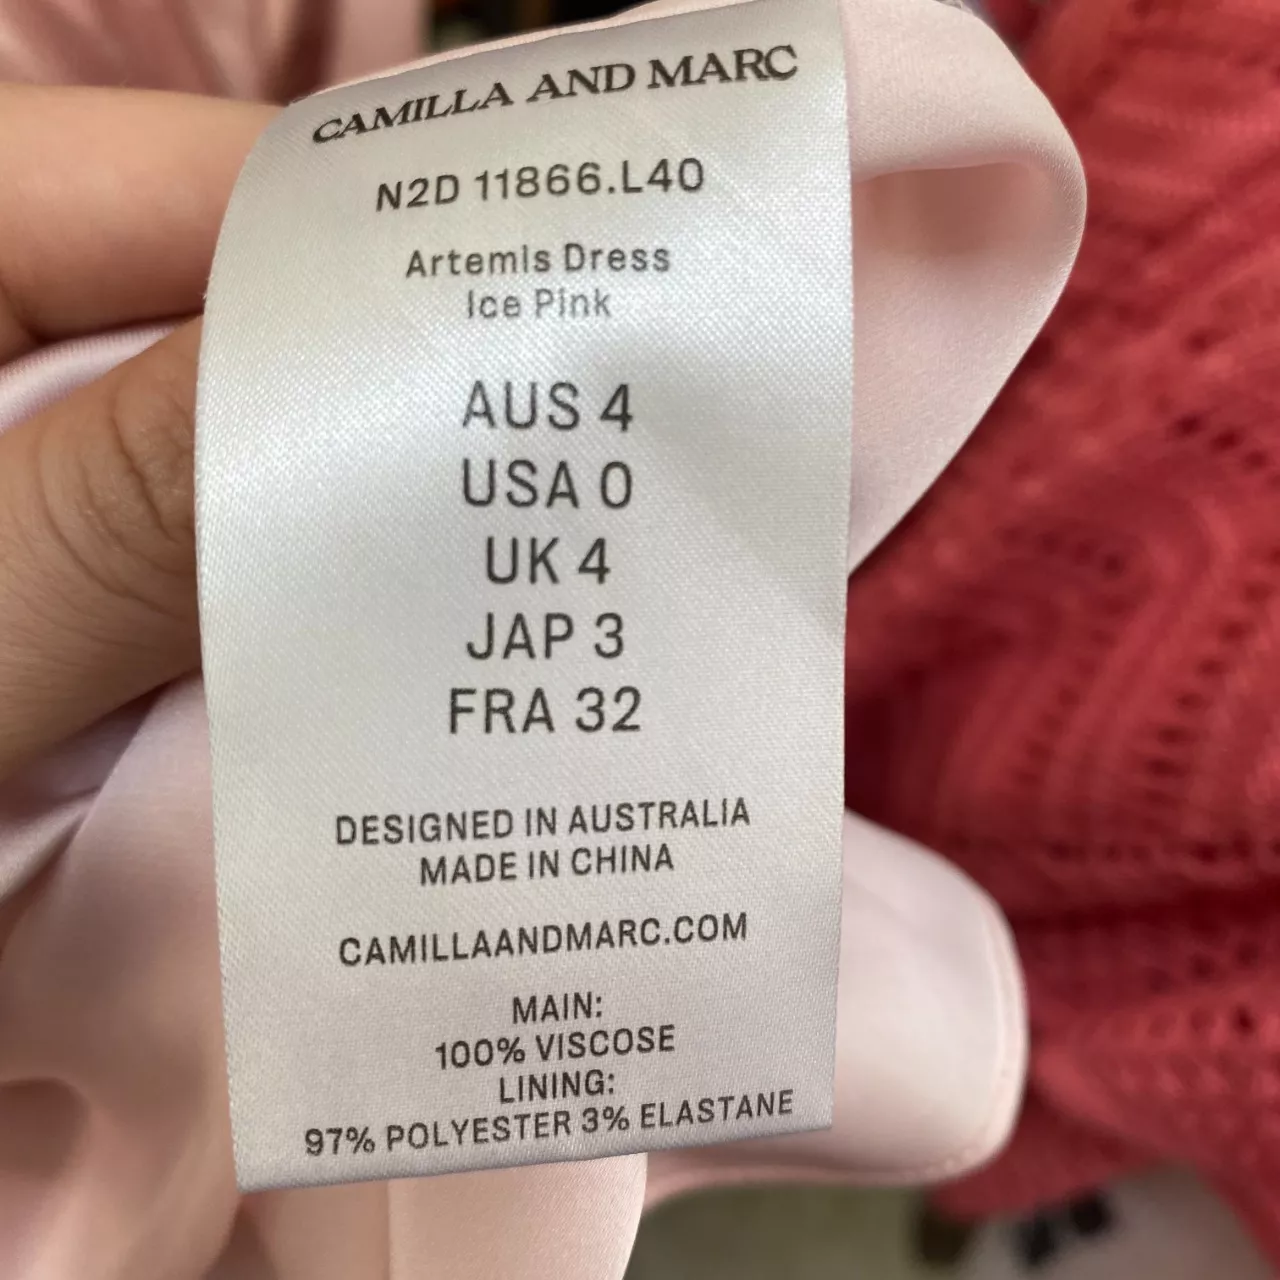 CAMILLA AND MARC
N2D 11866.L40
Artemis Dress
Ice Pink
AUS 4
USA 0
UK 4
JAP 3
FRA 32
DESIGNED IN AUSTRALIA
MADE IN CHINA
CAMILLAANDMARC.COM
MAIN:
100% VISCOSE
LINING:
97% POLYESTER 3% ELASTANE